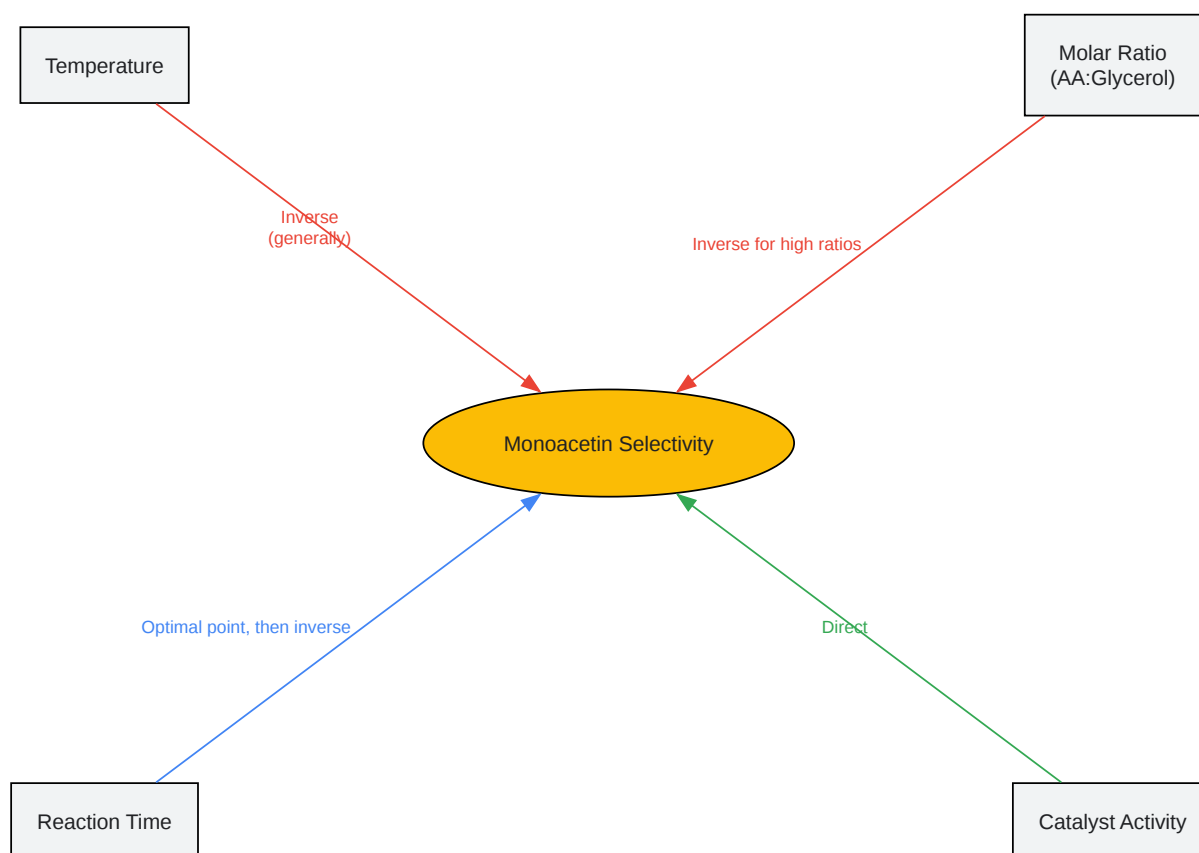 Temperature
Molar Ratio
(AA:Glycerol)
Inverse
(generally)
Inverse for high ratios
Monoacetin Selectivity
Optimal point, then inverse
Direct
Reaction Time
Catalyst Activity